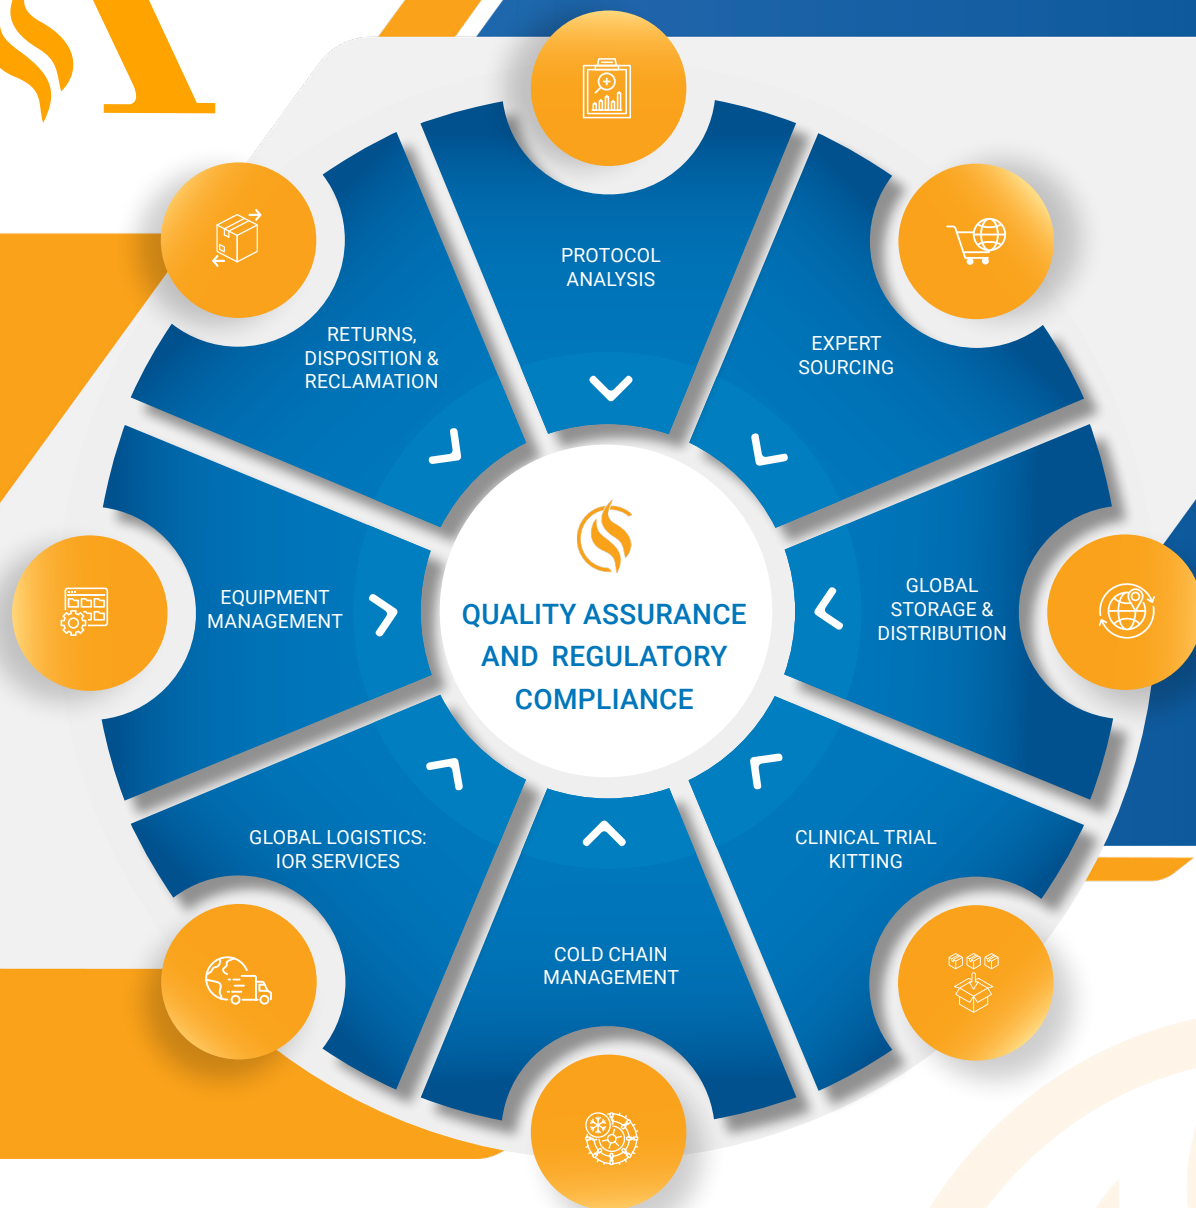 PROTOCOL
ANALYSIS
EXPERT
SOURCING
GLOBAL
STORAGE &
DISTRIBUTION
CLINICAL TRIAL
KITTING
COLD CHAIN
MANAGEMENT
GLOBAL LOGISTICS:
IOR SERVICES
EQUIPMENT
MANAGEMENT
RETURNS,
DISPOSITION &
RECLAMATION
QUALITY ASSURANCE
AND REGULATORY
COMPLIANCE